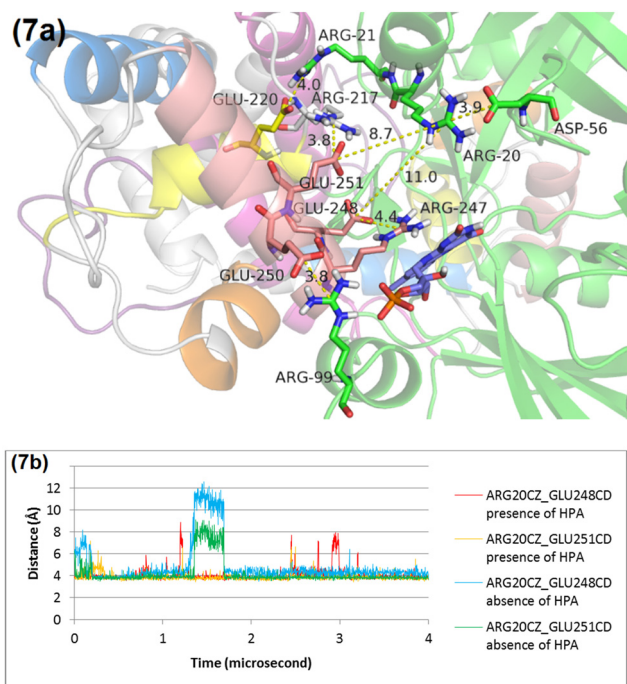 (7a)
ARG-21
4.0
GLU-220
ARG-217
3.9
3.8
8.7
ASP-56
ARG-20
GLU-251
11.0
GLU-248
ARG-247
4.4
GLU-250
3.8
ARG-99
(7b)
12
10
8
6
4
2
0
Distance (Å)
0
1
2
3
4
Time (microsecond)
ARG20CZ_GLU248CD
presence of HPA
ARG20CZ_GLU251CD
presence of HPA
ARG20CZ_GLU248CD
absence of HPA
ARG20CZ_GLU251CD
absence of HPA